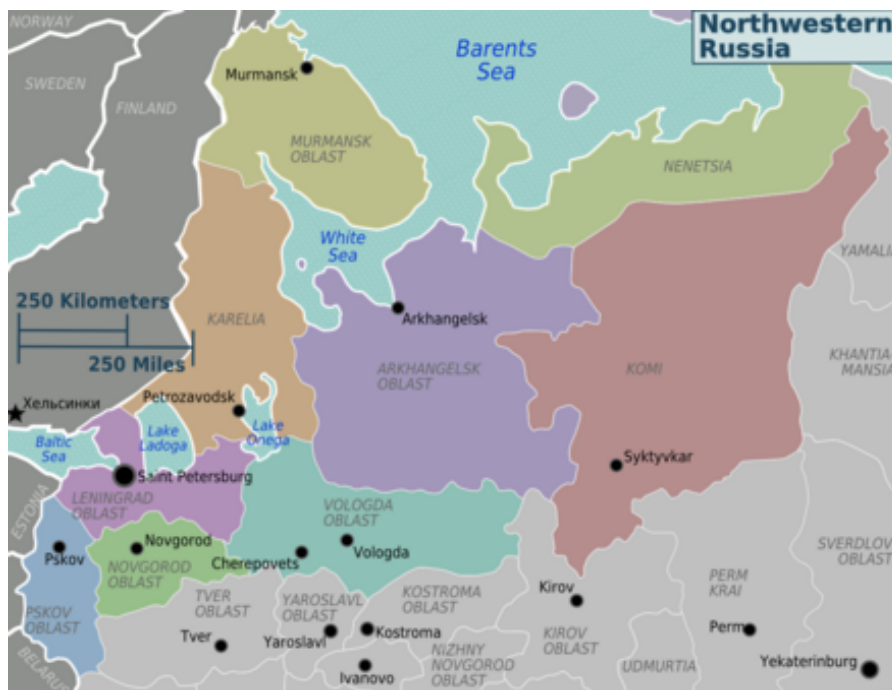 NORWAY
Northwestern
Russia
Barents
Sea
Murmansk
SWEDEN
FINLAND
MURMANSK
OBLAST
NENETSIA
White
Sea
YAMALI
250 Kilometers
Arkhangelsk
KARELIA
250 Miles
KHANTIA-
MANSIA
ARKHANGELSK
OBLAST
KOMI
Хельсинки
Petrozavodsk
Baltic
Sea
Lake
Ladoga
Lake
Onega
Saint Petersburg
Syktyvkar
LENINGRAD
OBLAST
VOLOGDA
OBLAST
ESTONIA
Pskov
Novgorod
NOVGOROD
OBLAST
Cherepovets
Vologda
SVERDLOV
OBLAST
PSKOV
OBLAST
TVER
OBLAST
YAROSLAVL
OBLAST
KOSTROMA
OBLAST
Kirov
PERM
KRAI
Tver
Yaroslavl
Kostroma
KIROV
OBLAST
Perm
NIZHNY
NOVGOROD
OBLAST
UDMURTIA
BELARUS
Ivanovo
Yekaterinburg